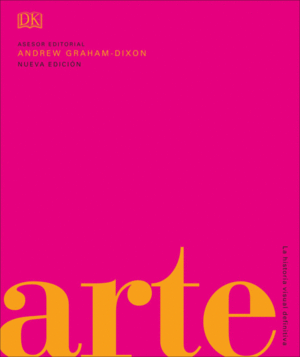 DK
ASESOR EDITORIAL
ANDREW GRAHAM-DIXON
NUEVA EDICIÓN
arte
La historia visual definitiva